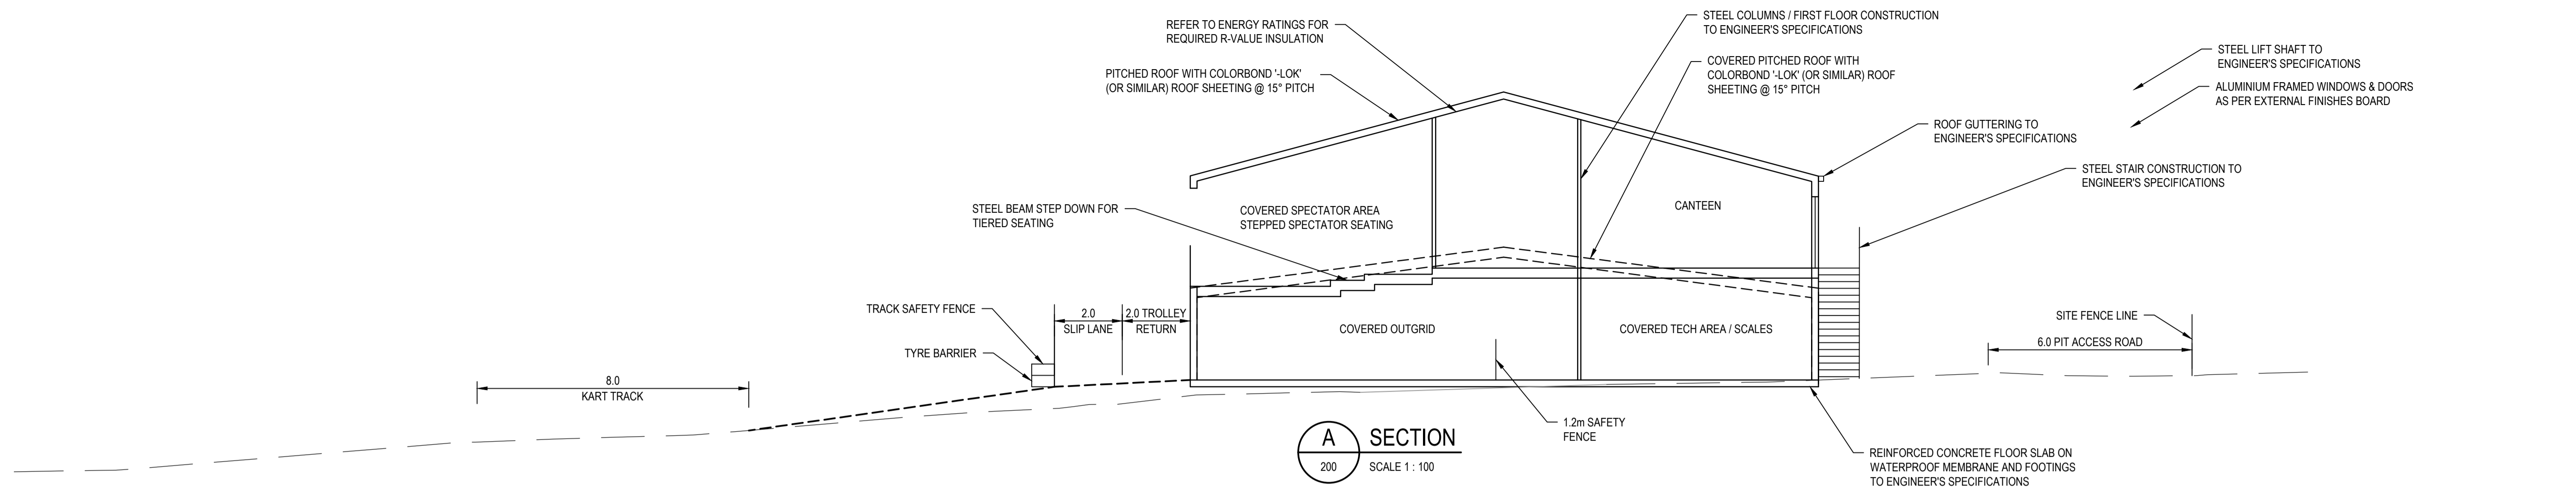 REFER TO ENERGY RATINGS FOR
REQUIRED R-VALUE INSULATION
PITCHED ROOF WITH COLORBOND '-LOK'
(OR SIMILAR) ROOF SHEETING @ 15° PITCH
STEEL COLUMNS / FIRST FLOOR CONSTRUCTION
TO ENGINEER'S SPECIFICATIONS
COVERED PITCHED ROOF WITH
COLORBOND '-LOK' (OR SIMILAR) ROOF
SHEETING @ 15° PITCH
STEEL LIFT SHAFT TO
ENGINEER'S SPECIFICATIONS
ALUMINIUM FRAMED WINDOWS & DOORS
AS PER EXTERNAL FINISHES BOARD
ROOF GUTTERING TO
ENGINEER'S SPECIFICATIONS
STEEL STAIR CONSTRUCTION TO
ENGINEER'S SPECIFICATIONS
STEEL BEAM STEP DOWN FOR
TIERED SEATING
COVERED SPECTATOR AREA
STEPPED SPECTATOR SEATING
CANTEEN
TRACK SAFETY FENCE
TYRE BARRIER
2.0
SLIP LANE
2.0 TROLLEY
RETURN
COVERED OUTGRID
COVERED TECH AREA / SCALES
SITE FENCE LINE
6.0 PIT ACCESS ROAD
8.0
KART TRACK
1.2m SAFETY
FENCE
A
200
SECTION
SCALE 1 : 100
REINFORCED CONCRETE FLOOR SLAB ON
WATERPROOF MEMBRANE AND FOOTINGS
TO ENGINEER'S SPECIFICATIONS